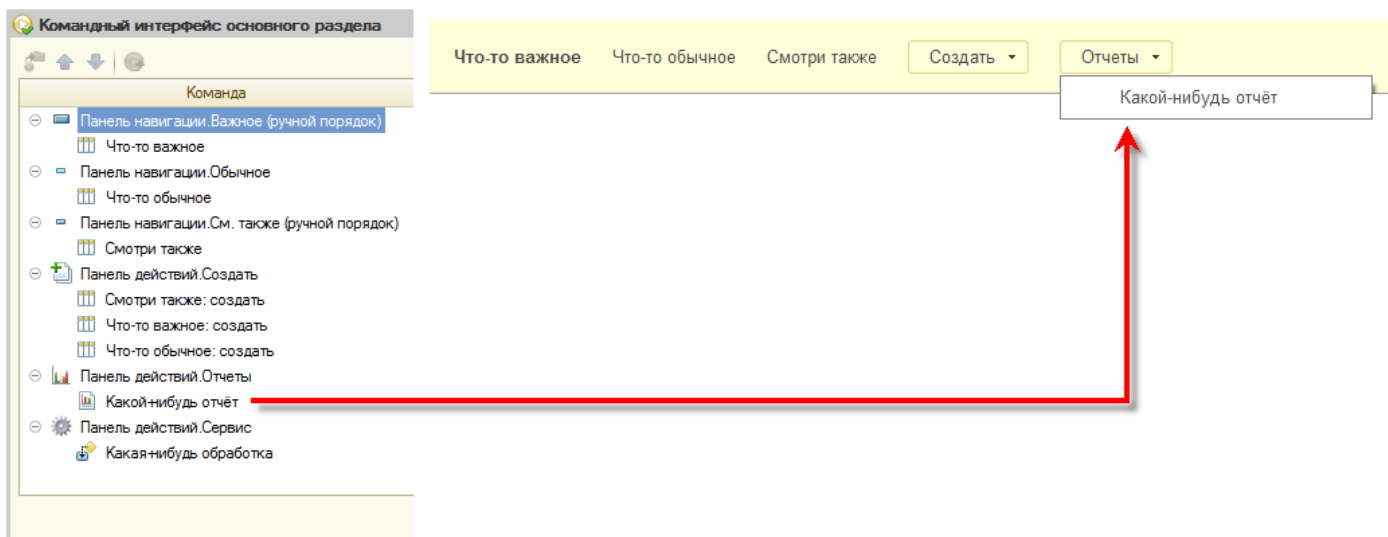 Командный интерфейс основного раздела
Команда
Панель навигации.Важное (ручной порядок)
Что-то важное
Панель навигации.Обычное
Что-то обычное
Панель навигации.См. также (ручной порядок)
Смотри также
Панель действий.Создать
Смотри также: создать
Что-то важное: создать
Что-то обычное: создать
Панель действий.Отчеты
Какой-нибудь отчёт
Панель действий.Сервис
Какая-нибудь обработка
Что-то важное Что-то обычное Смотри также Создать Отчеты
Какой-нибудь отчёт